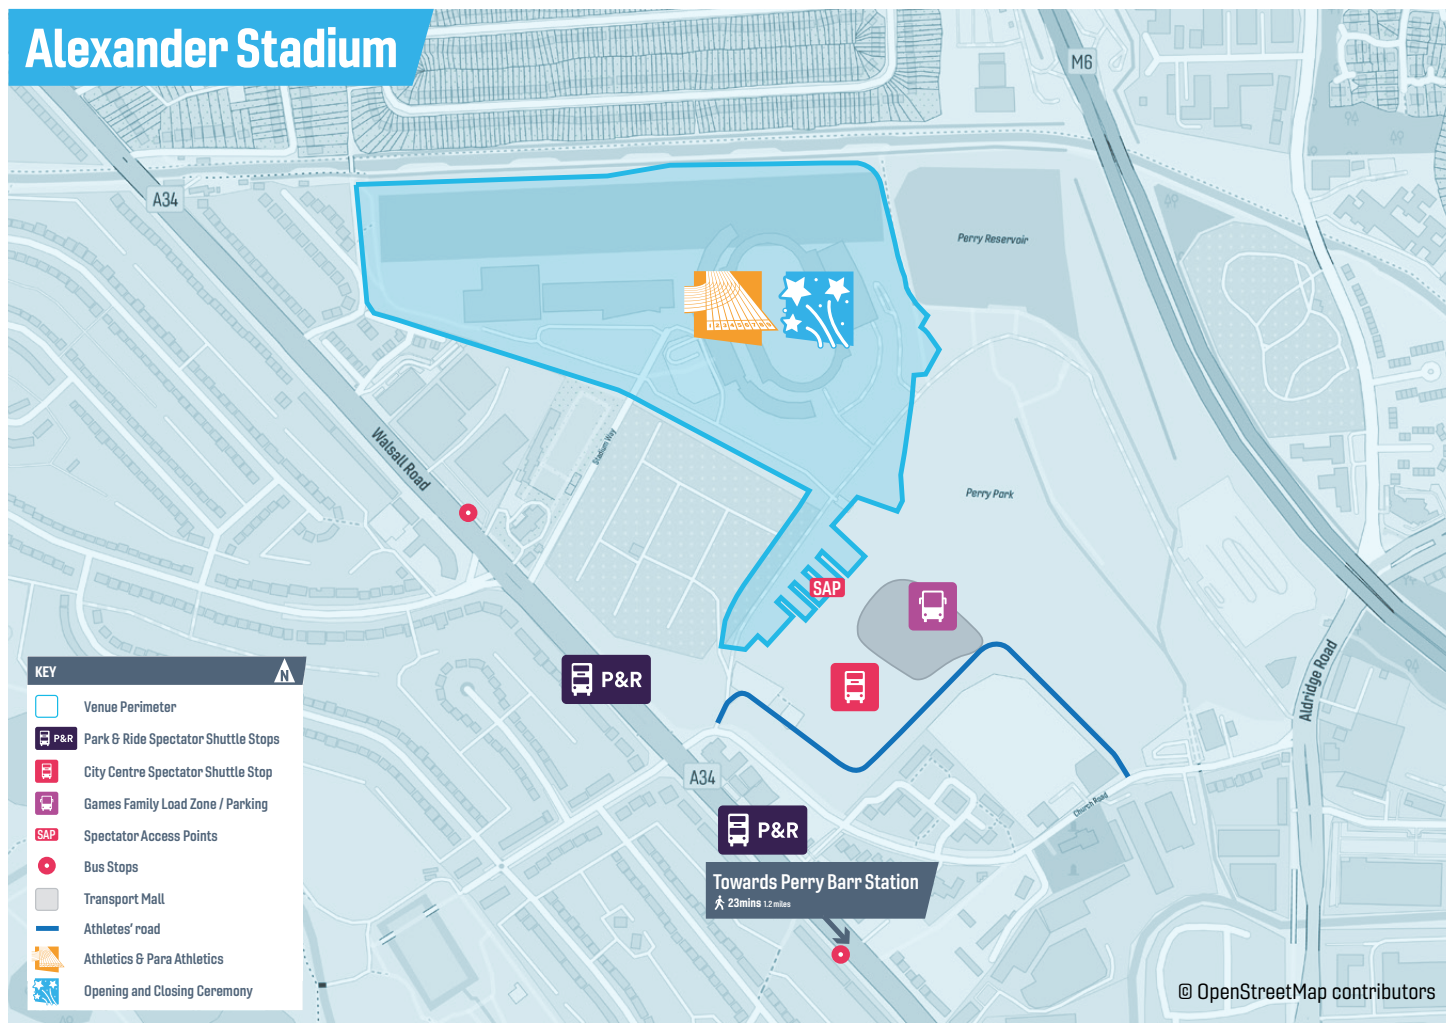 Alexander Stadium
M6
A34
Perry Reservoir
Walsall Road
Stadium Way
Perry Park
SAP
P&R
Aldridge Road
A34
Church Road
P&R
Towards Perry Barr Station
23mins 1.2 miles
KEY
N
Venue Perimeter
P&R Park & Ride Spectator Shuttle Stops
City Centre Spectator Shuttle Stop
Games Family Load Zone / Parking
SAP Spectator Access Points
Bus Stops
Transport Mall
Athletes' road
Athletics & Para Athletics
Opening and Closing Ceremony
© OpenStreetMap contributors